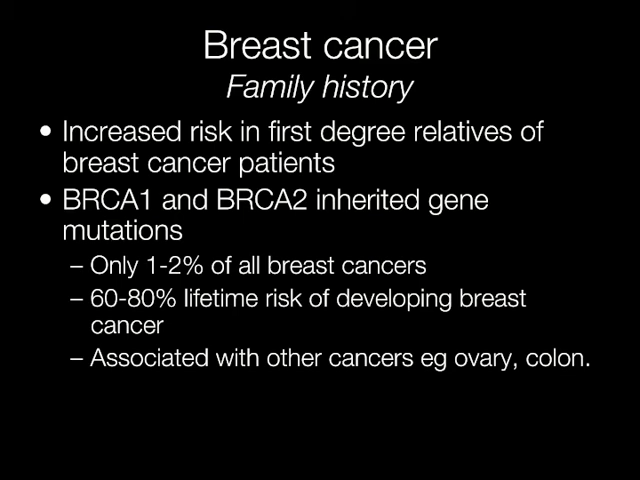 Breast cancer
Family history
• Increased risk in first degree relatives of
breast cancer patients
• BRCA1 and BRCA2 inherited gene
mutations
– Only 1-2% of all breast cancers
– 60-80% lifetime risk of developing breast
cancer
– Associated with other cancers eg ovary, colon.